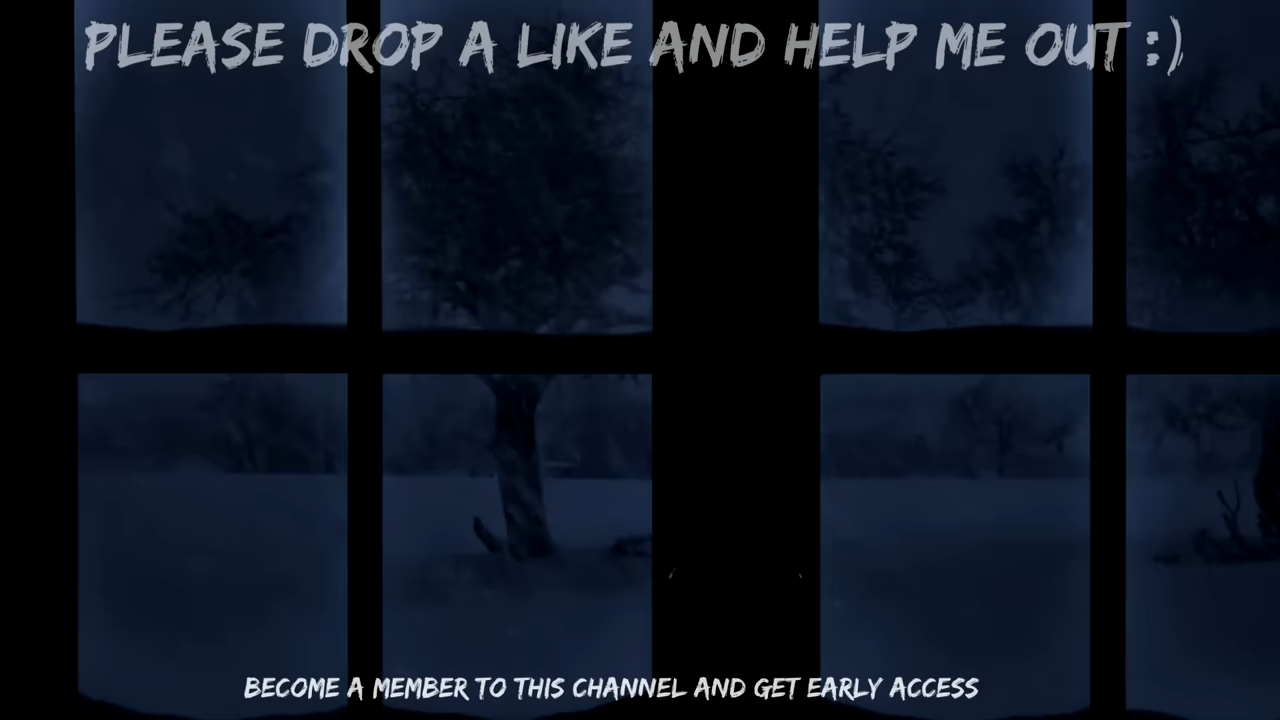 PLEASE DROP A LIKE AND HELP ME OUT :)
BECOME A MEMBER TO THIS CHANNEL AND GET EARLY ACCESS